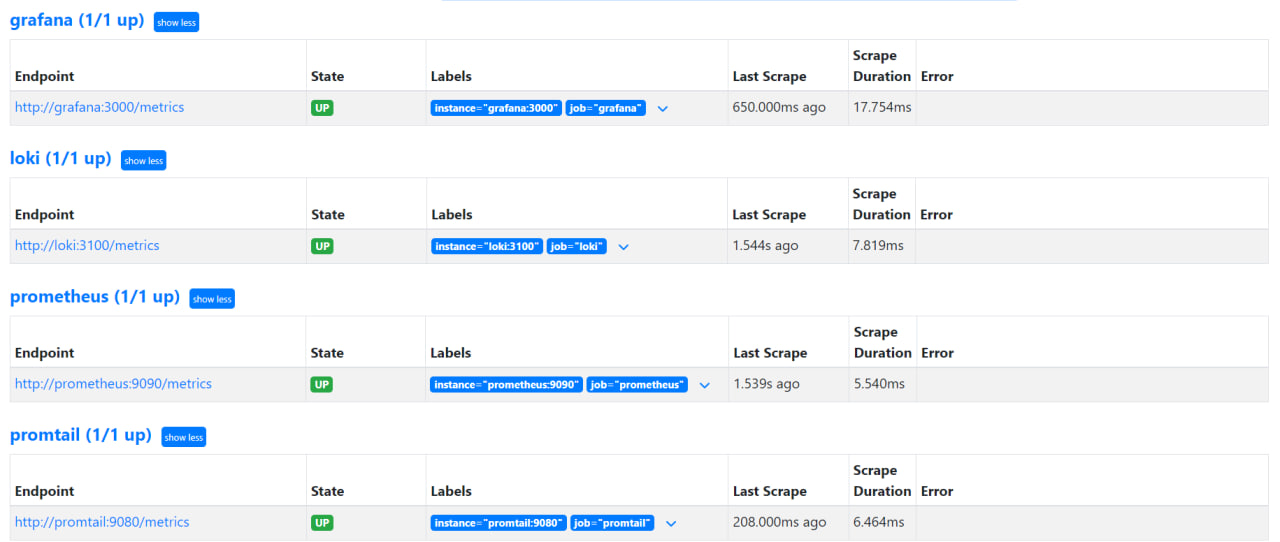 grafana (1/1 up) show less
Endpoint State Labels Last Scrape Scrape Duration Error
http://grafana:3000/metrics UP instance="grafana:3000" job="grafana" 650.000ms ago 17.754ms
loki (1/1 up) show less
Endpoint State Labels Last Scrape Scrape Duration Error
http://loki:3100/metrics UP instance="loki:3100" job="loki" 1.544s ago 7.819ms
prometheus (1/1 up) show less
Endpoint State Labels Last Scrape Scrape Duration Error
http://prometheus:9090/metrics UP instance="prometheus:9090" job="prometheus" 1.539s ago 5.540ms
promtail (1/1 up) show less
Endpoint State Labels Last Scrape Scrape Duration Error
http://promtail:9080/metrics UP instance="promtail:9080" job="promtail" 208.000ms ago 6.464ms